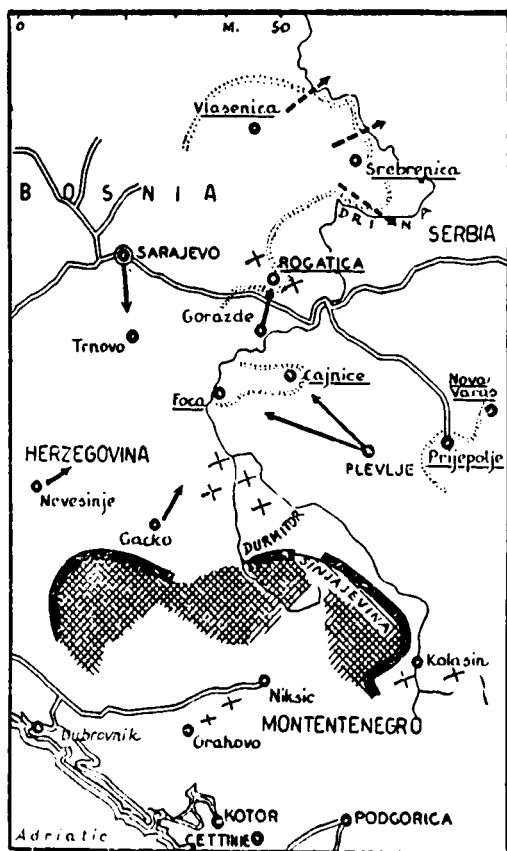 0 M. 50
Vlasenica
Srebrenica
BOSNIA
DRINA
SERBIA
SARAJEVO
ROGATICA
Gorazde
Trnovo
Cajnice
Foca
Nova
Varus
Prijepolje
PLEVLJE
HERZEGOVINA
Nevesinje
Gacko
DURMITOR
SINJAJEVINA
Kolasin
Niksic
MONTENTENEGRO
Grahovo
Dubrovnik
KOTOR
PODGORICA
CETTINJE
Adriatic